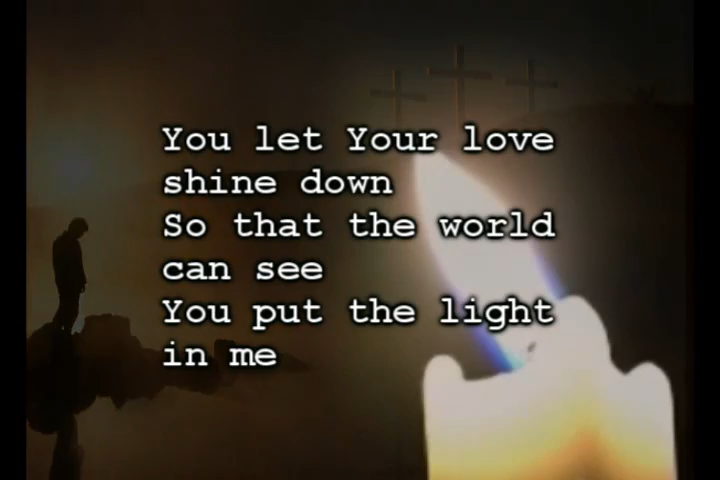 You let Your love
shine down
So that the world
can see
You put the light
in me